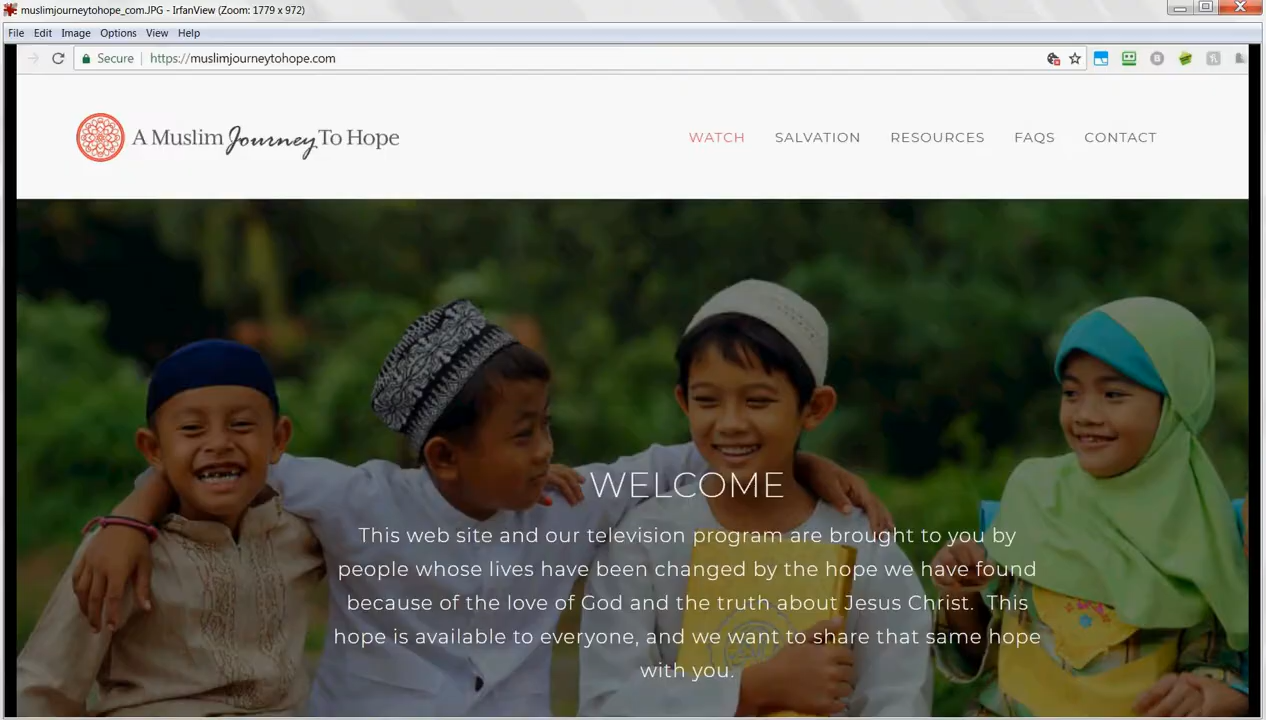 muslimjourneytohope_com.JPG - IrfanView (Zoom: 1779 x 972)
File Edit Image Options View Help
Secure https://muslimjourneytohope.com
A Muslim Journey To Hope
WATCH SALVATION RESOURCES FAQS CONTACT
WELCOME
This web site and our television program are brought to you by
people whose lives have been changed by the hope we have found
because of the love of God and the truth about Jesus Christ. This
hope is available to everyone, and we want to share that same hope
with you.